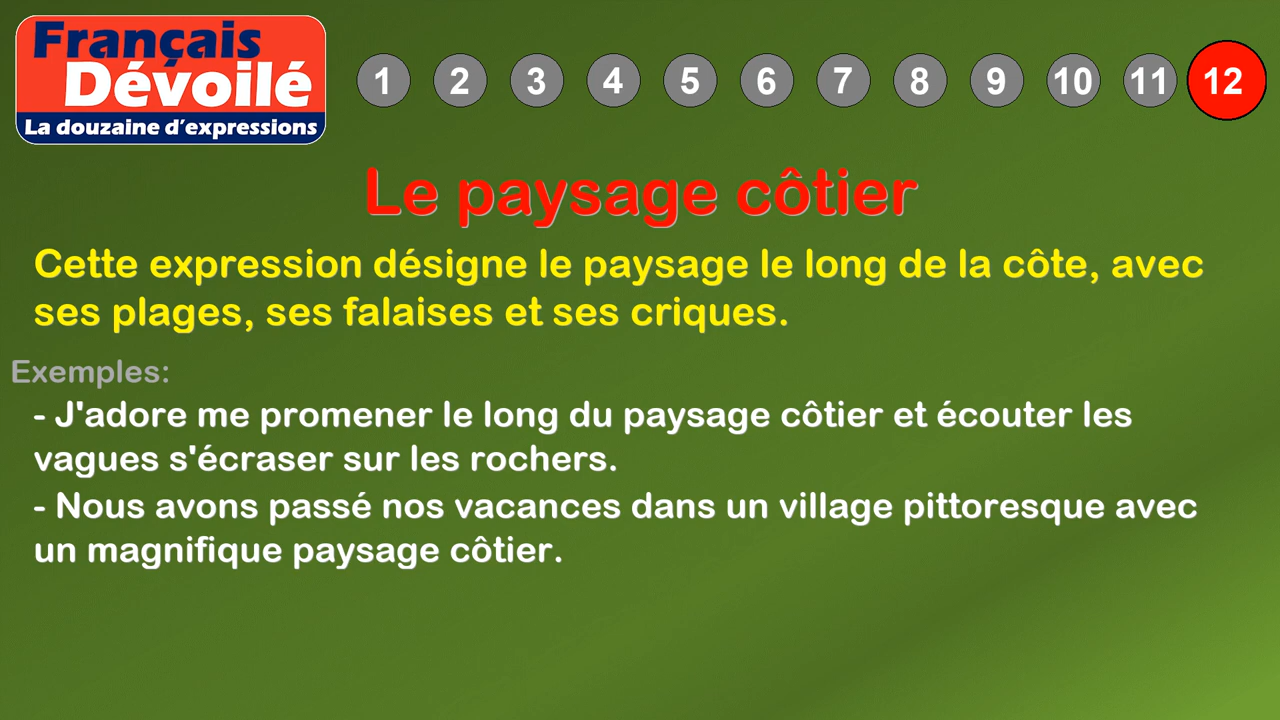 Français
Dévoilé
La douzaine d’expressions
1 2 3 4 5 6 7 8 9 10 11 12
Le paysage côtier
Cette expression désigne le paysage le long de la côte, avec
ses plages, ses falaises et ses criques.
Exemples:
- J'adore me promener le long du paysage côtier et écouter les
vagues s'écraser sur les rochers.
- Nous avons passé nos vacances dans un village pittoresque avec
un magnifique paysage côtier.